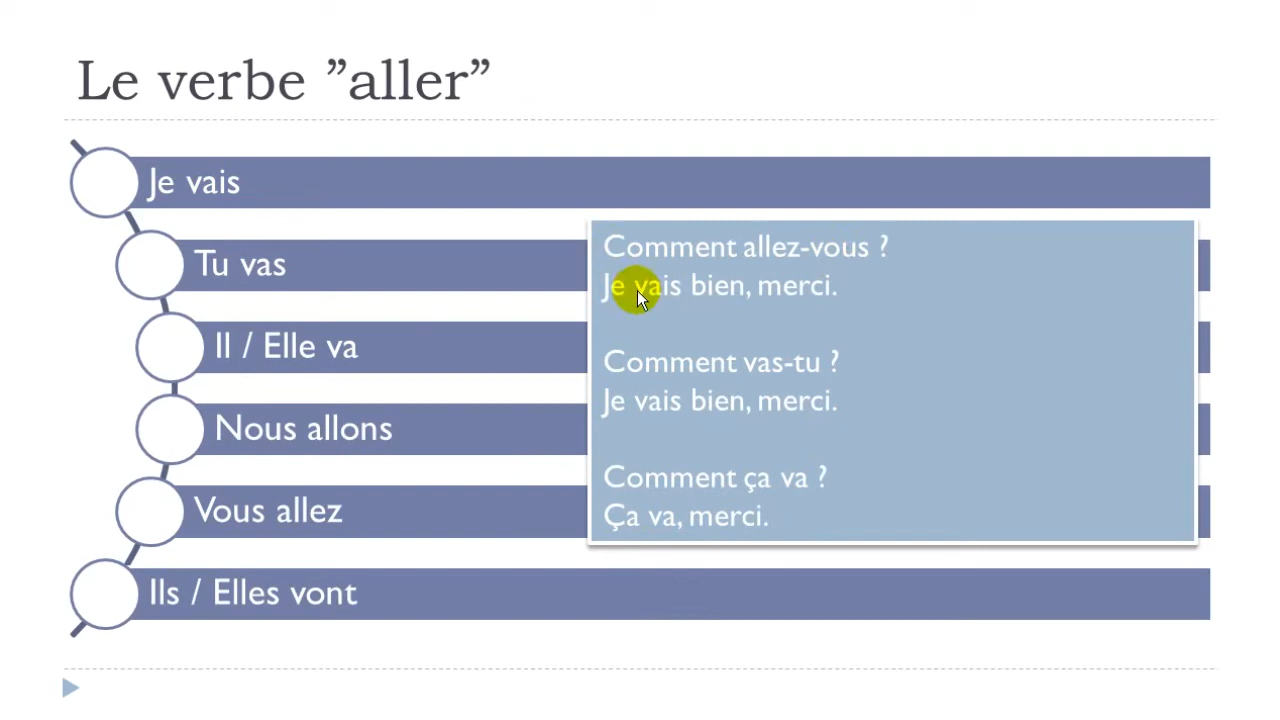 Le verbe ”aller”
Je vais
Tu vas
Il / Elle va
Nous allons
Vous allez
Ils / Elles vont
Comment allez-vous ?
Je vais bien, merci.
Comment vas-tu ?
Je vais bien, merci.
Comment ça va ?
Ça va, merci.